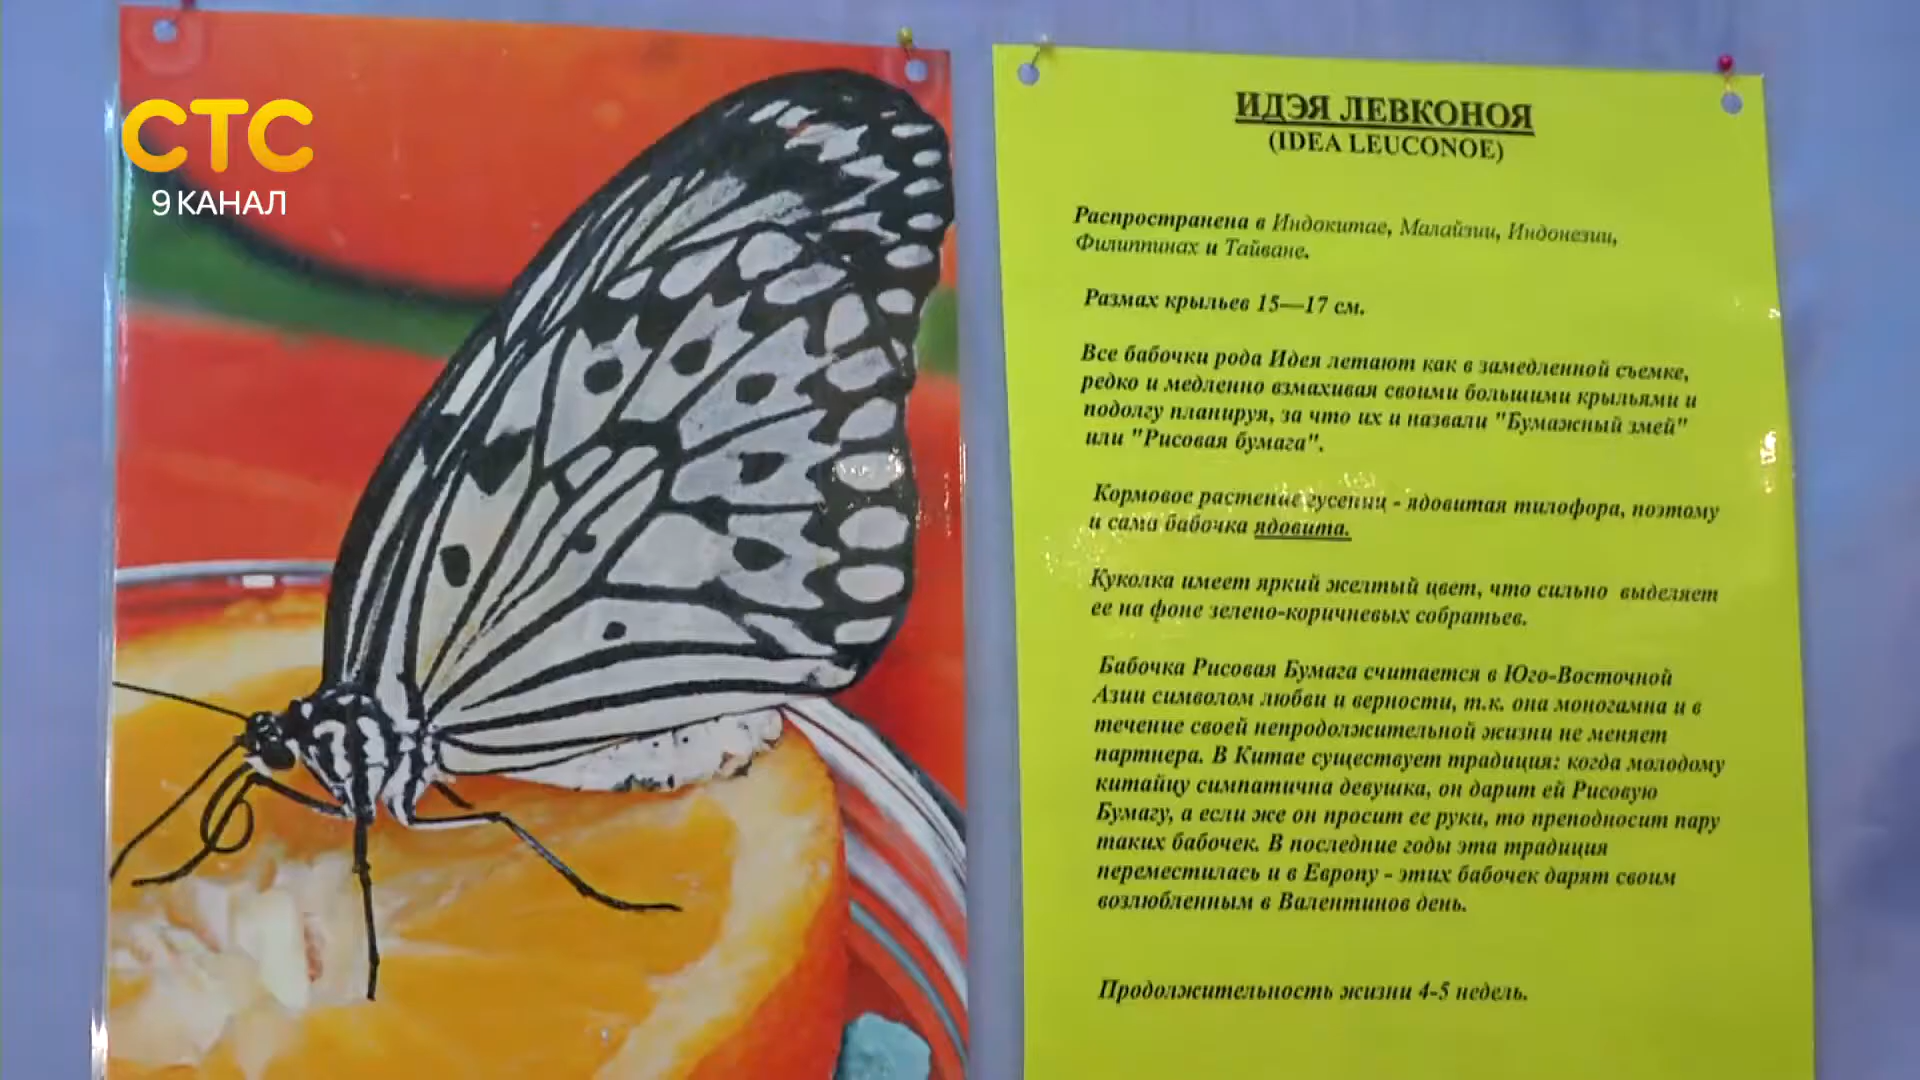 СТС
9 КАНАЛ
ИДЭЯ ЛЕВКОНОЯ
(IDEA LEUCONOE)
Распространена в Индокитае, Малайзии, Индонезии,
Филиппинах и Тайване.
Размах крыльев 15—17 см.
Все бабочки рода Идея летают как в замедленной съемке,
редко и медленно взмахивая своими большими крыльями и
подолгу планируя, за что их и назвали "Бумажный змей"
или "Рисовая бумага".
Кормовое растение гусениц - ядовитая тилофора, поэтому
и сама бабочка ядовита.
Куколка имеет яркий желтый цвет, что сильно выделяет
ее на фоне зелено-коричневых собратьев.
Бабочка Рисовая Бумага считается в Юго-Восточной
Азии символом любви и верности, т.к. она моногамна и в
течение своей непродолжительной жизни не меняет
партнера. В Китае существует традиция: когда молодому
китайцу симпатична девушка, он дарит ей Рисовую
Бумагу, а если же он просит ее руки, то преподносит пару
таких бабочек. В последние годы эта традиция
переместилась и в Европу - этих бабочек дарят своим
возлюбленным в Валентинов день.
Продолжительность жизни 4-5 недель.